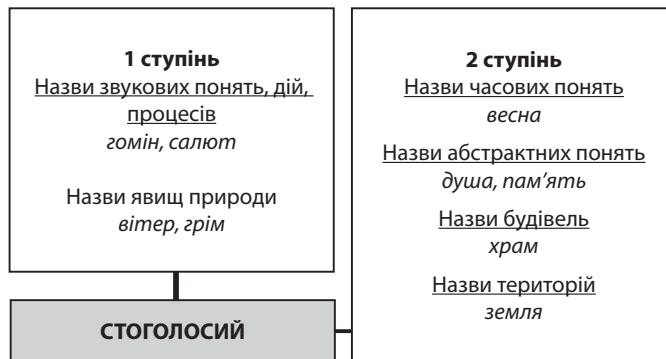 1 ступінь
Назви звукових понять, дій,
процесів
гомін, салют
Назви явищ природи
вітер, грім
СТОГОЛОСИЙ
2 ступінь
Назви часових понять
весна
Назви абстрактних понять
душа, пам’ять
Назви будівель
храм
Назви територій
земля